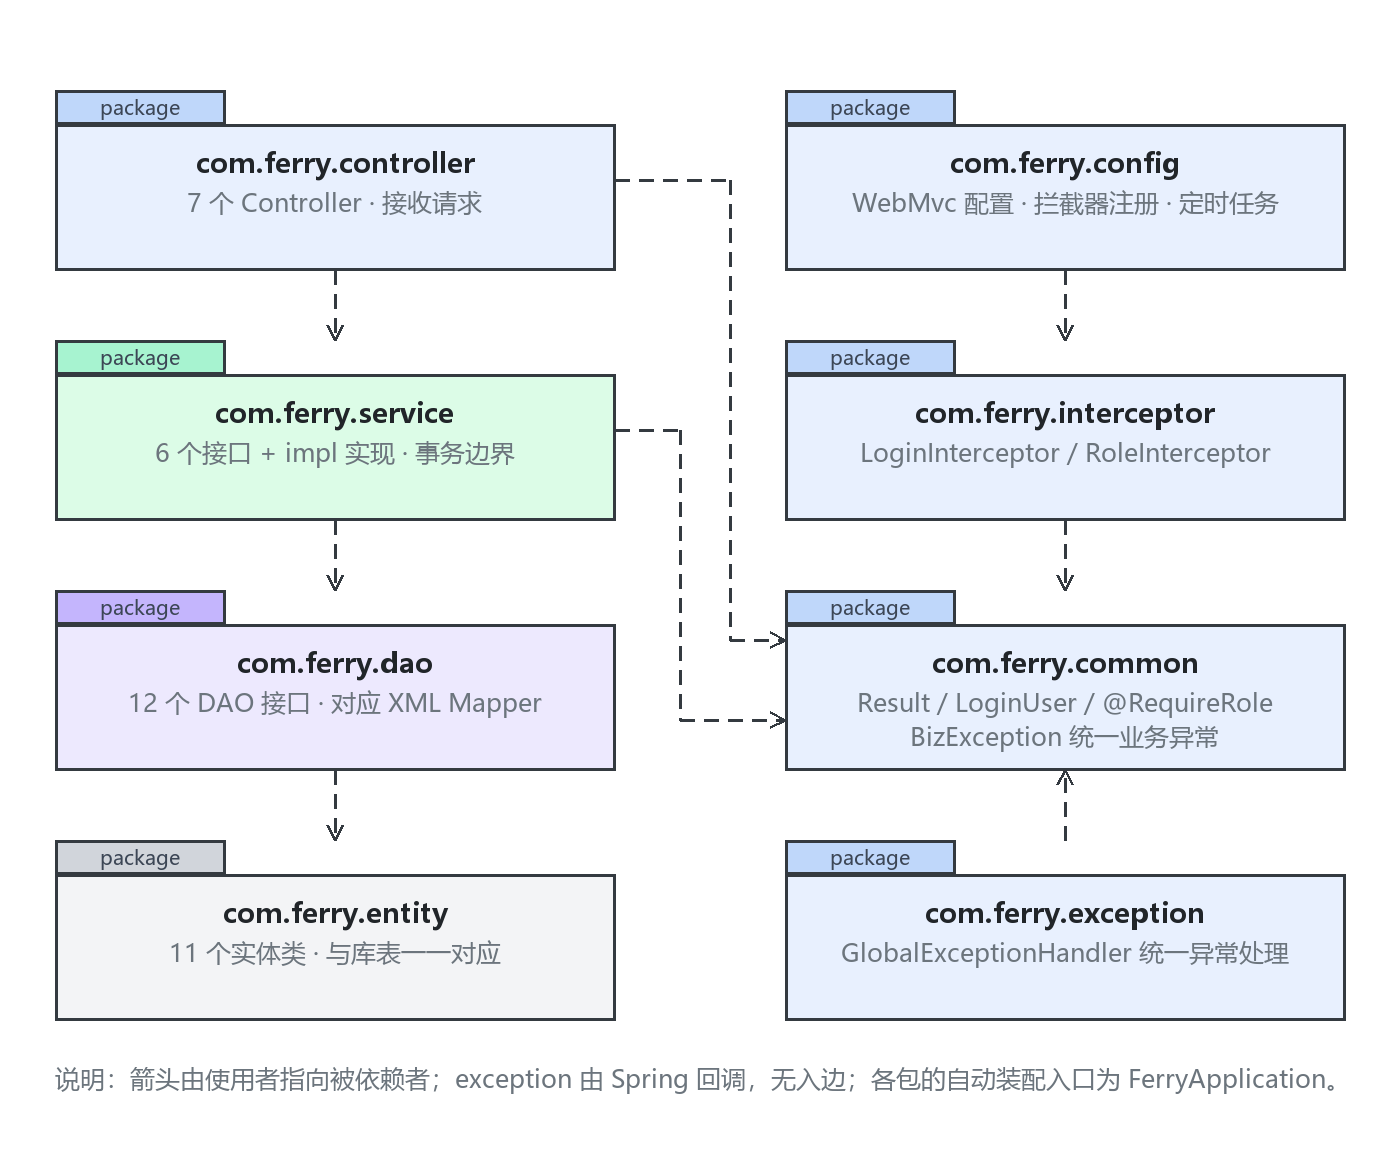 package
com.ferry.controller
7 个 Controller · 接收请求
package
com.ferry.config
WebMvc 配置 · 拦截器注册 · 定时任务
package
com.ferry.service
6 个接口 + impl 实现 · 事务边界
package
com.ferry.interceptor
LoginInterceptor / RoleInterceptor
package
com.ferry.dao
12 个 DAO 接口 · 对应 XML Mapper
package
com.ferry.common
Result / LoginUser / @RequireRole
BizException 统一业务异常
package
com.ferry.entity
11 个实体类 · 与库表一一对应
package
com.ferry.exception
GlobalExceptionHandler 统一异常处理
说明：箭头由使用者指向被依赖者；exception 由 Spring 回调，无入边；各包的自动装配入口为 FerryApplication。